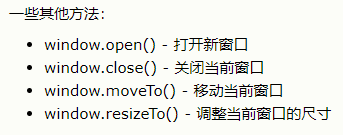 一些其他方法：
• window.open() - 打开新窗口
• window.close() - 关闭当前窗口
• window.moveTo() - 移动当前窗口
• window.resizeTo() - 调整当前窗口的尺寸